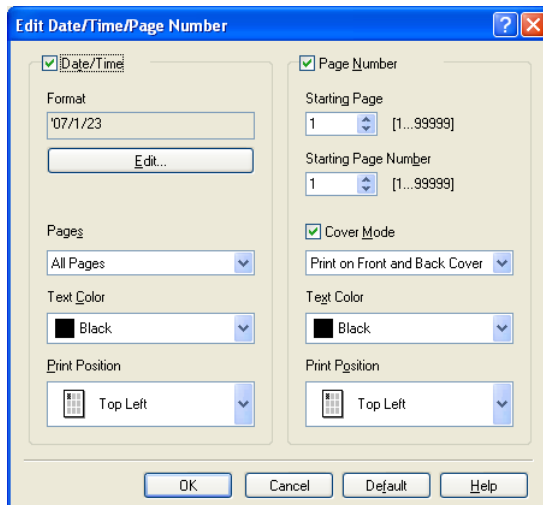 Edit Date/Time/Page Number
Date/Time
Format
'07/1/23
Edit...
Pages
All Pages
Text Color
Black
Print Position
Top Left
Page Number
Starting Page
1 [1...99999]
Starting Page Number
1 [1...99999]
Cover Mode
Print on Front and Back Cover
Text Color
Black
Print Position
Top Left
OK Cancel Default Help